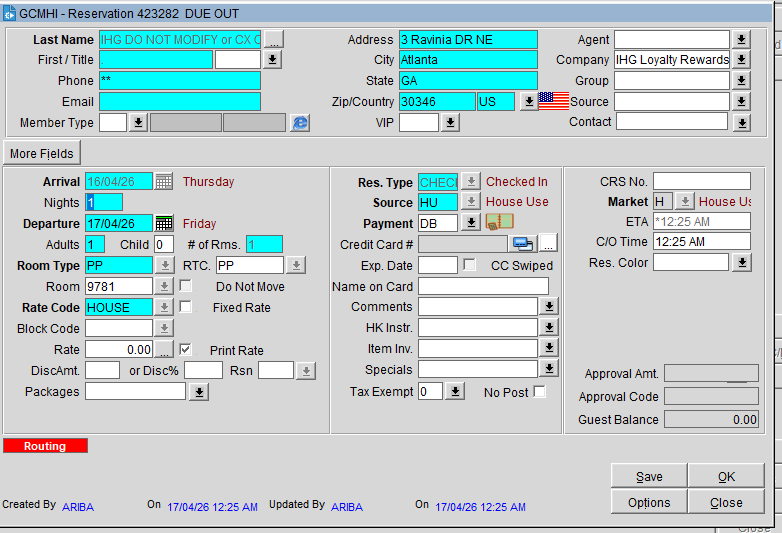 GCMHI - Reservation 423282 DUE OUT
Last Name IHG DO NOT MODIFY or CX C ... Address 3 Ravinia DR NE Agent
First / Title City Atlanta Company IHG Loyalty Rewards
Phone ** State GA Group
Email Zip/Country 30346 US Source
Member Type VIP Contact
More Fields
Arrival 16/04/26 Thursday Res. Type CHECI Checked In CRS No.
Nights 1 Source HU House Use Market H House Us
Departure 17/04/26 Friday Payment DB ETA *12:25 AM
Adults 1 Child 0 # of Rms. 1 Credit Card # ... C/O Time 12:25 AM
Room Type PP RTC. PP Exp. Date CC Swiped Res. Color
Room 9781 Do Not Move Name on Card
Rate Code HOUSE Fixed Rate Comments
Block Code HK Instr.
Rate 0.00 ... Print Rate Item Inv.
DiscAmt. or Disc% Rsn Specials Approval Amt.
Packages Tax Exempt 0 No Post Approval Code
Guest Balance 0.00
Routing
Save OK
Created By ARIBA On 17/04/26 12:25 AM Updated By ARIBA On 17/04/26 12:25 AM Options Close
Close